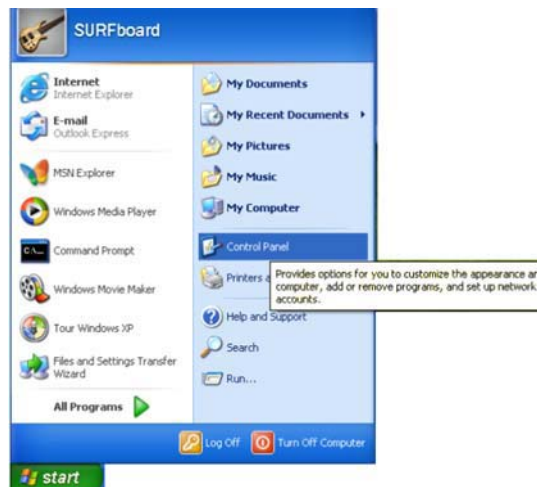 SURFboard
Internet
Internet Explorer
E-mail
Outlook Express
MSN Explorer
Windows Media Player
C:\_
Command Prompt
Windows Movie Maker
Tour Windows XP
Files and Settings Transfer
Wizard
All Programs
My Documents
My Recent Documents
My Pictures
My Music
My Computer
Control Panel
Printers
Provides options for you to customize the appearance
computer, add or remove programs, and set up network
accounts.
Help and Support
Search
Run...
Log Off
Turn Off Computer
start